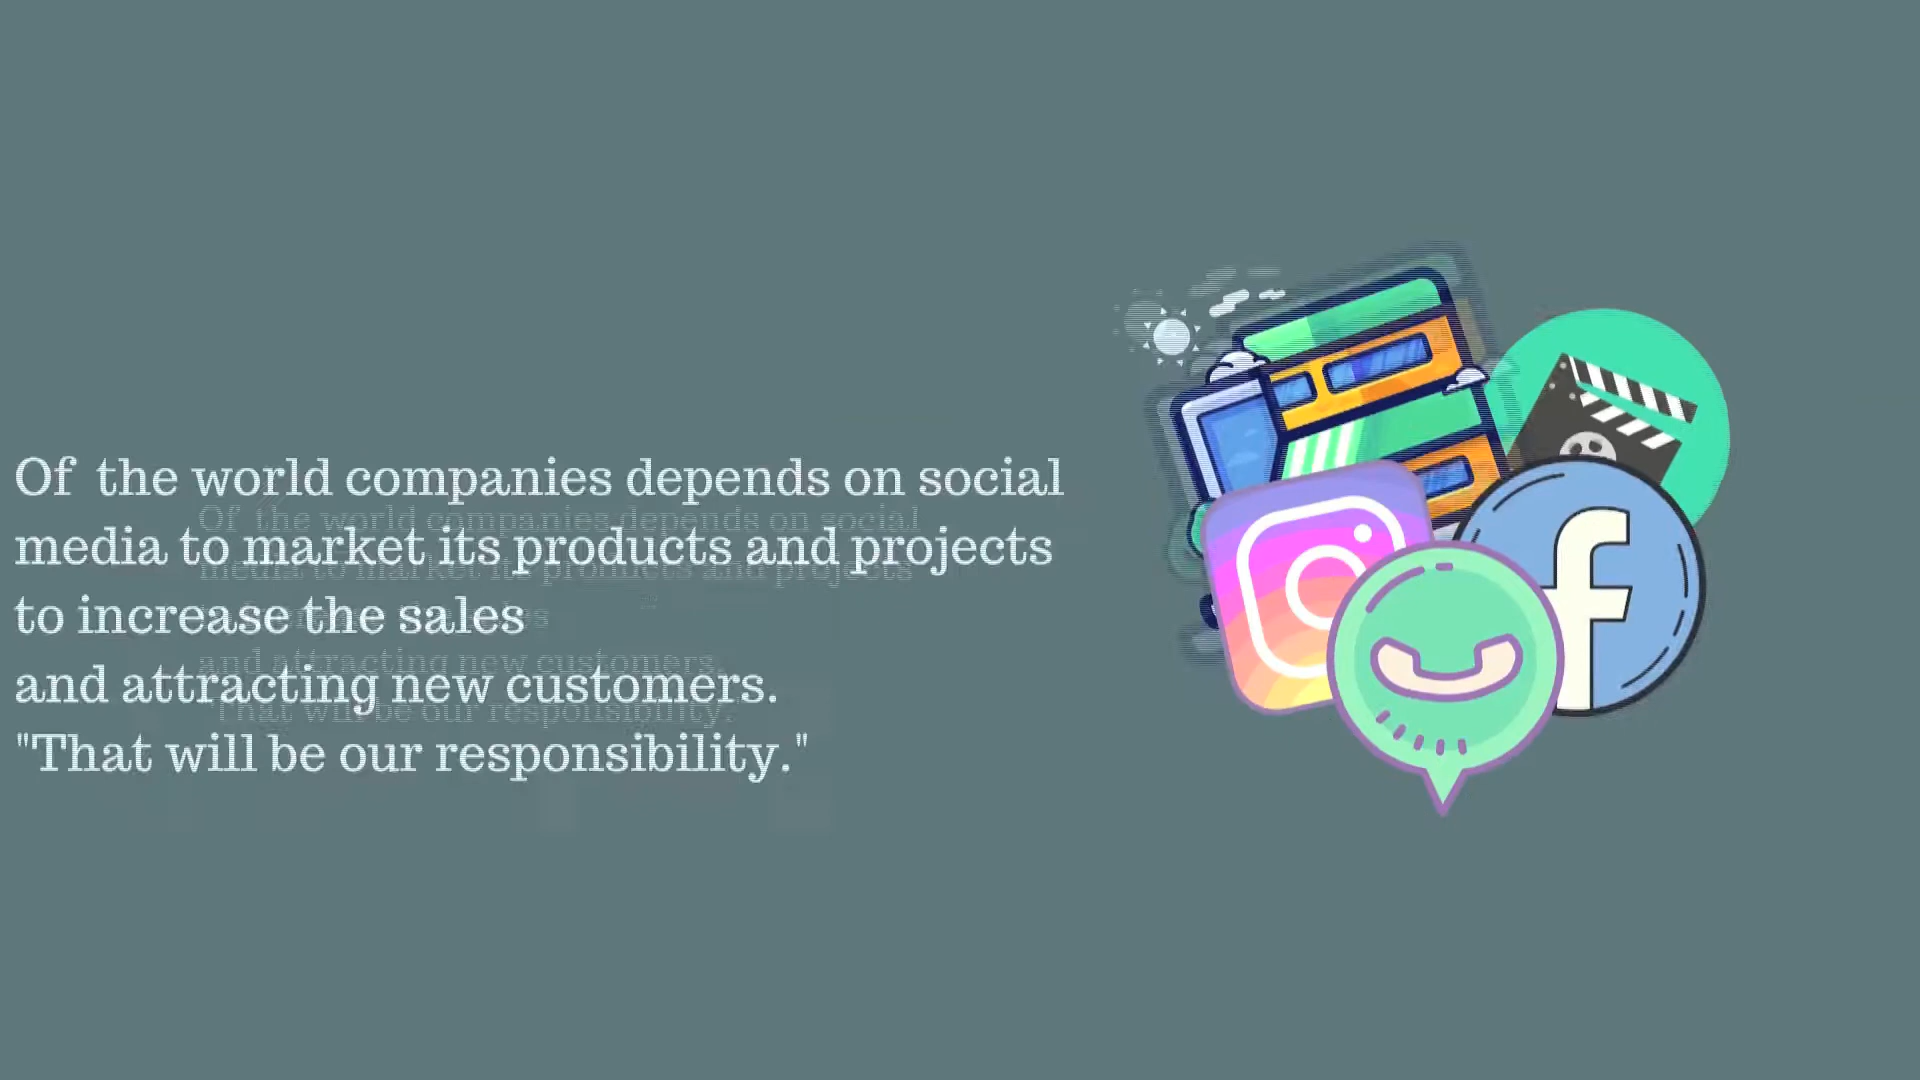 Of the world companies depends on social
media to market its products and projects
to increase the sales
and attracting new customers.
"That will be our responsibility."